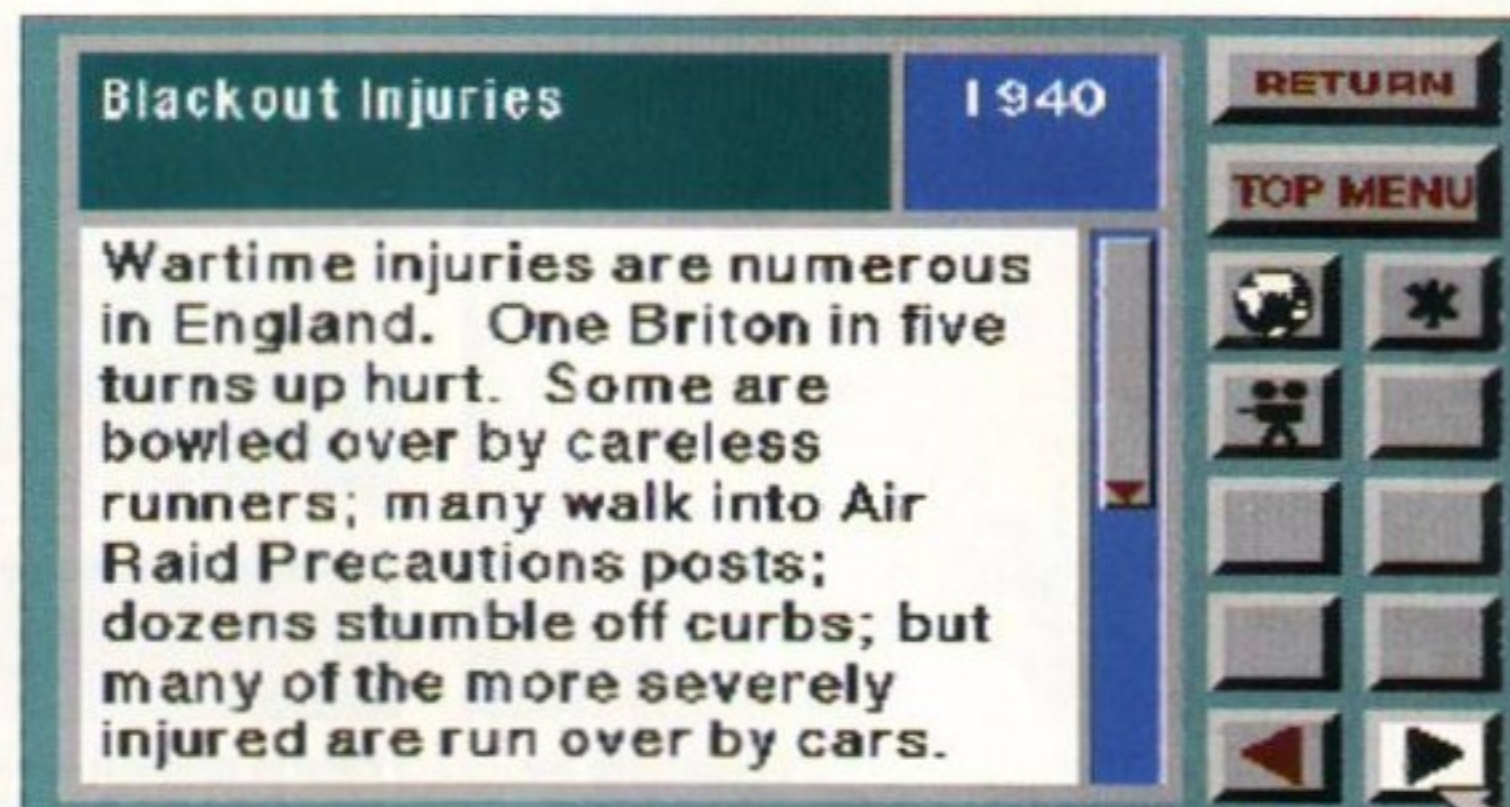 Blackout Injuries
1940
RETURN
TOP MENU
Wartime injuries are numerous
in England. One Briton in five
turns up hurt. Some are
bowled over by careless
runners; many walk into Air
Raid Precautions posts;
dozens stumble off curbs; but
many of the more severely
injured are run over by cars.